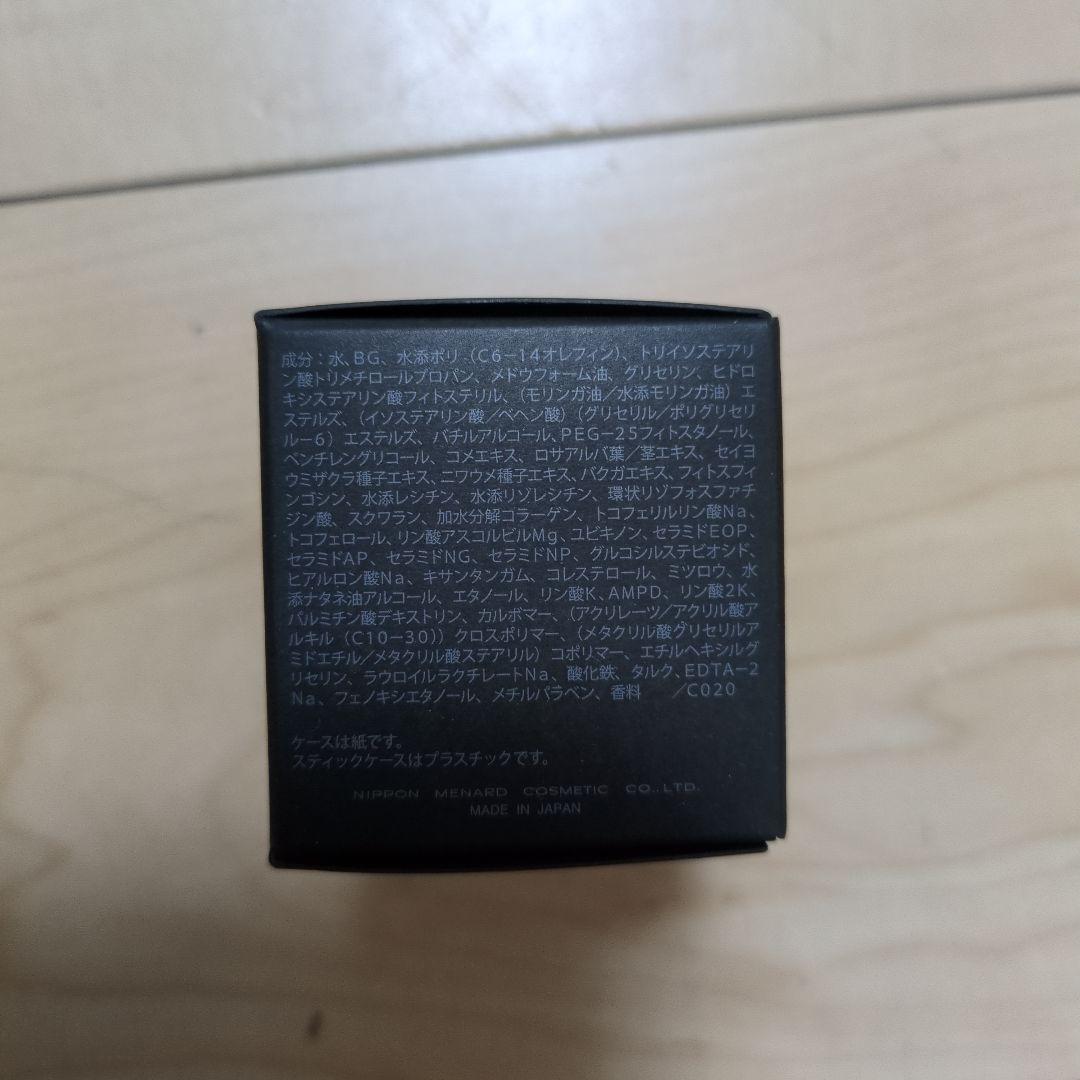 成分：水、BG、水添ポリ（C6−14オレフィン）、トリイソステアリ
ン酸トリメチロールプロパン、メドウフォーム油、グリセリン、ヒドロ
キシステアリン酸フィトステリル、（モリンガ油／水添モリンガ油）エ
ステルズ、（イソステアリン酸／ベヘン酸）（グリセリル／ポリグリセリ
ル−6）エステルズ、バチルアルコール、PEG−25フィトスタノール、
ペンチレングリコール、コメエキス、ロサアルバ葉／茎エキス、セイヨ
ウミザクラ種子エキス、ニワウメ種子エキス、バクガエキス、フィトスフィ
ンゴシン、水添レシチン、水添リゾレシチン、環状リゾフォスファチ
ジン酸、スクワラン、加水分解コラーゲン、トコフェリルリン酸Na、
トコフェロール、リン酸アスコルビルMg、ユビキノン、セラミドEOP、
セラミドAP、セラミドNG、セラミドNP、グルコシルステビオシド、
ヒアルロン酸Na、キサンタンガム、コレステロール、ミツロウ、水
添ナタネ油アルコール、エタノール、リン酸K、AMPD、リン酸2K、
パルミチン酸デキストリン、カルボマー、（アクリレーツ／アクリル酸ア
ルキル（C10−30））クロスポリマー、（メタクリル酸グリセリルア
ミドエチル／メタクリル酸ステアリル）コポリマー、エチルヘキシルグ
リセリン、ラウロイルラクチレートNa、酸化鉄、タルク、EDTA−2
Na、フェノキシエタノール、メチルパラベン、香料　／C020
ケースは紙です。
スティックケースはプラスチックです。
NIPPON MENARD COSMETIC CO.,LTD.
MADE IN JAPAN